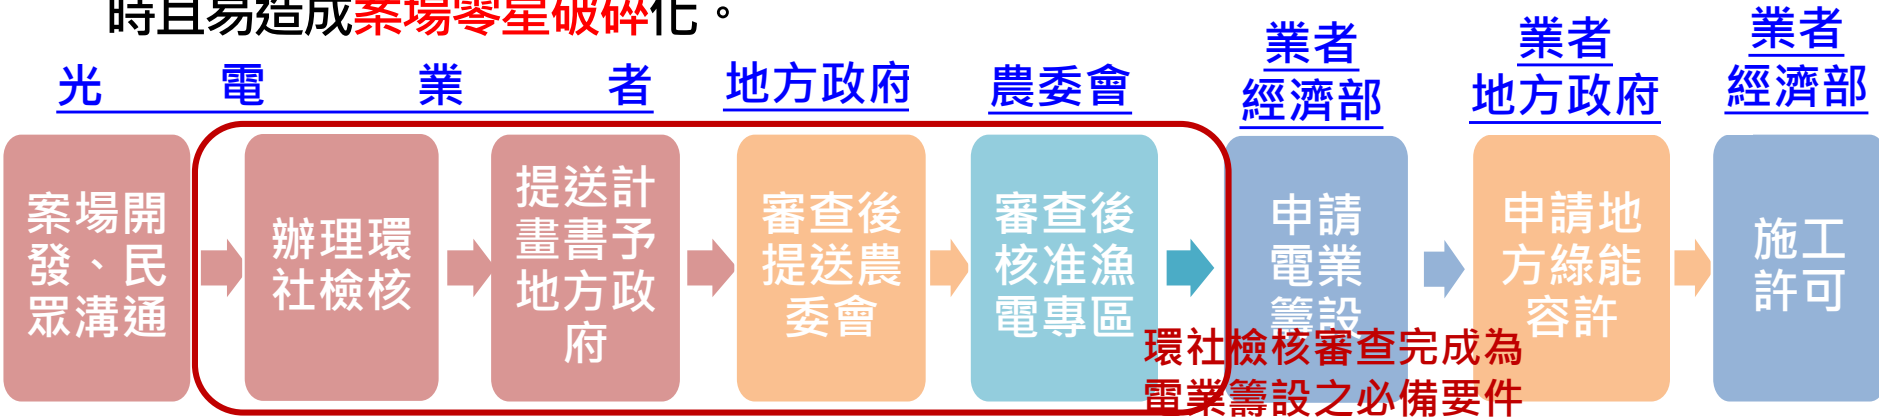 時且易造成案場零星破碎化。
光電業者
地方政府
農委會
業者
經濟部
業者
地方政府
業者
經濟部
案場開
發、民
眾溝通
辦理環
社檢核
提送計
畫書予
地方政
府
審查後
提送農
委會
審查後
核准漁
電專區
申請
電業
籌設
申請地
方綠能
容許
施工
許可
環社檢核審查完成為
電業籌設之必備要件